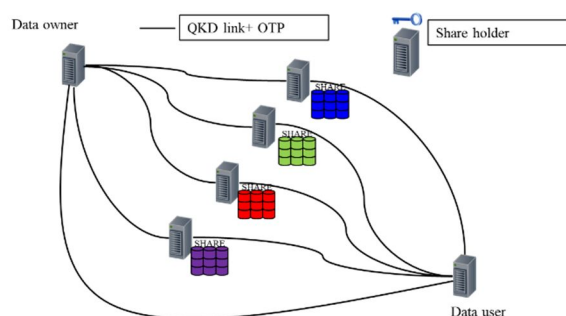 Data owner
QKD link+ OTP
Share holder
SHARE
SHARE
SHARE
SHARE
Data user